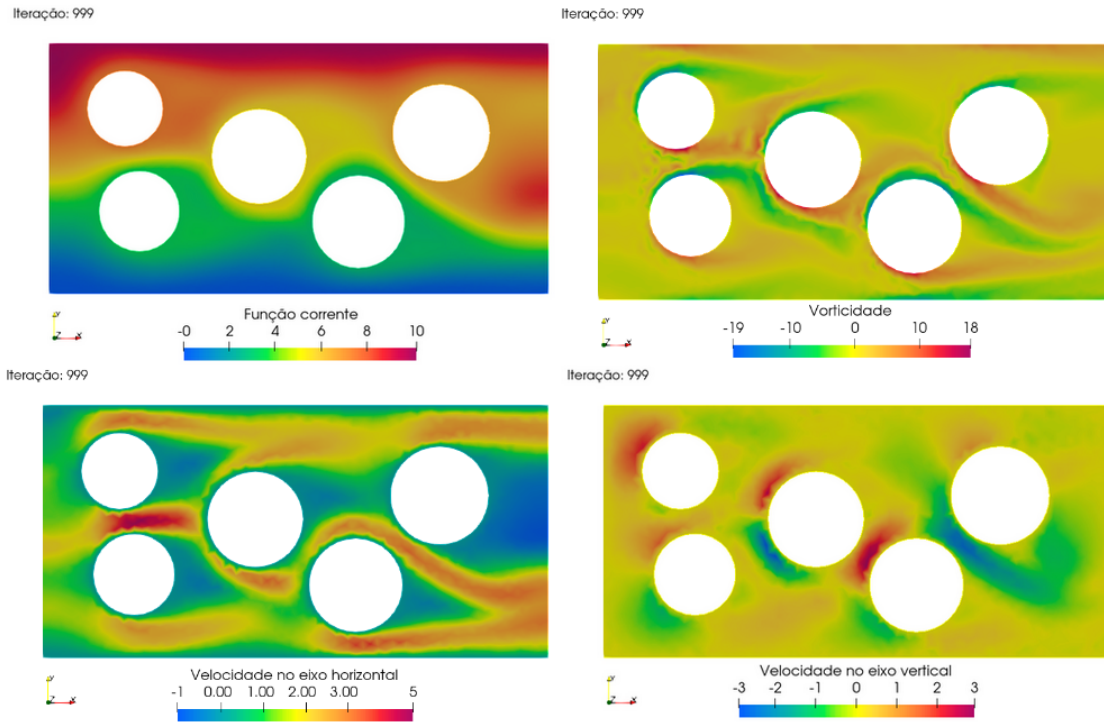 Iteração: 999
Iteração: 999
Função corrente
-0 2 4 6 8 10
Y Z X
Vorticidade
-19 -10 0 10 18
Y Z X
Iteração: 999
Iteração: 999
Velocidade no eixo horizontal
-1 0.00 1.00 2.00 3.00 5
Y Z X
Velocidade no eixo vertical
-3 -2 -1 0 1 2 3
Y Z X